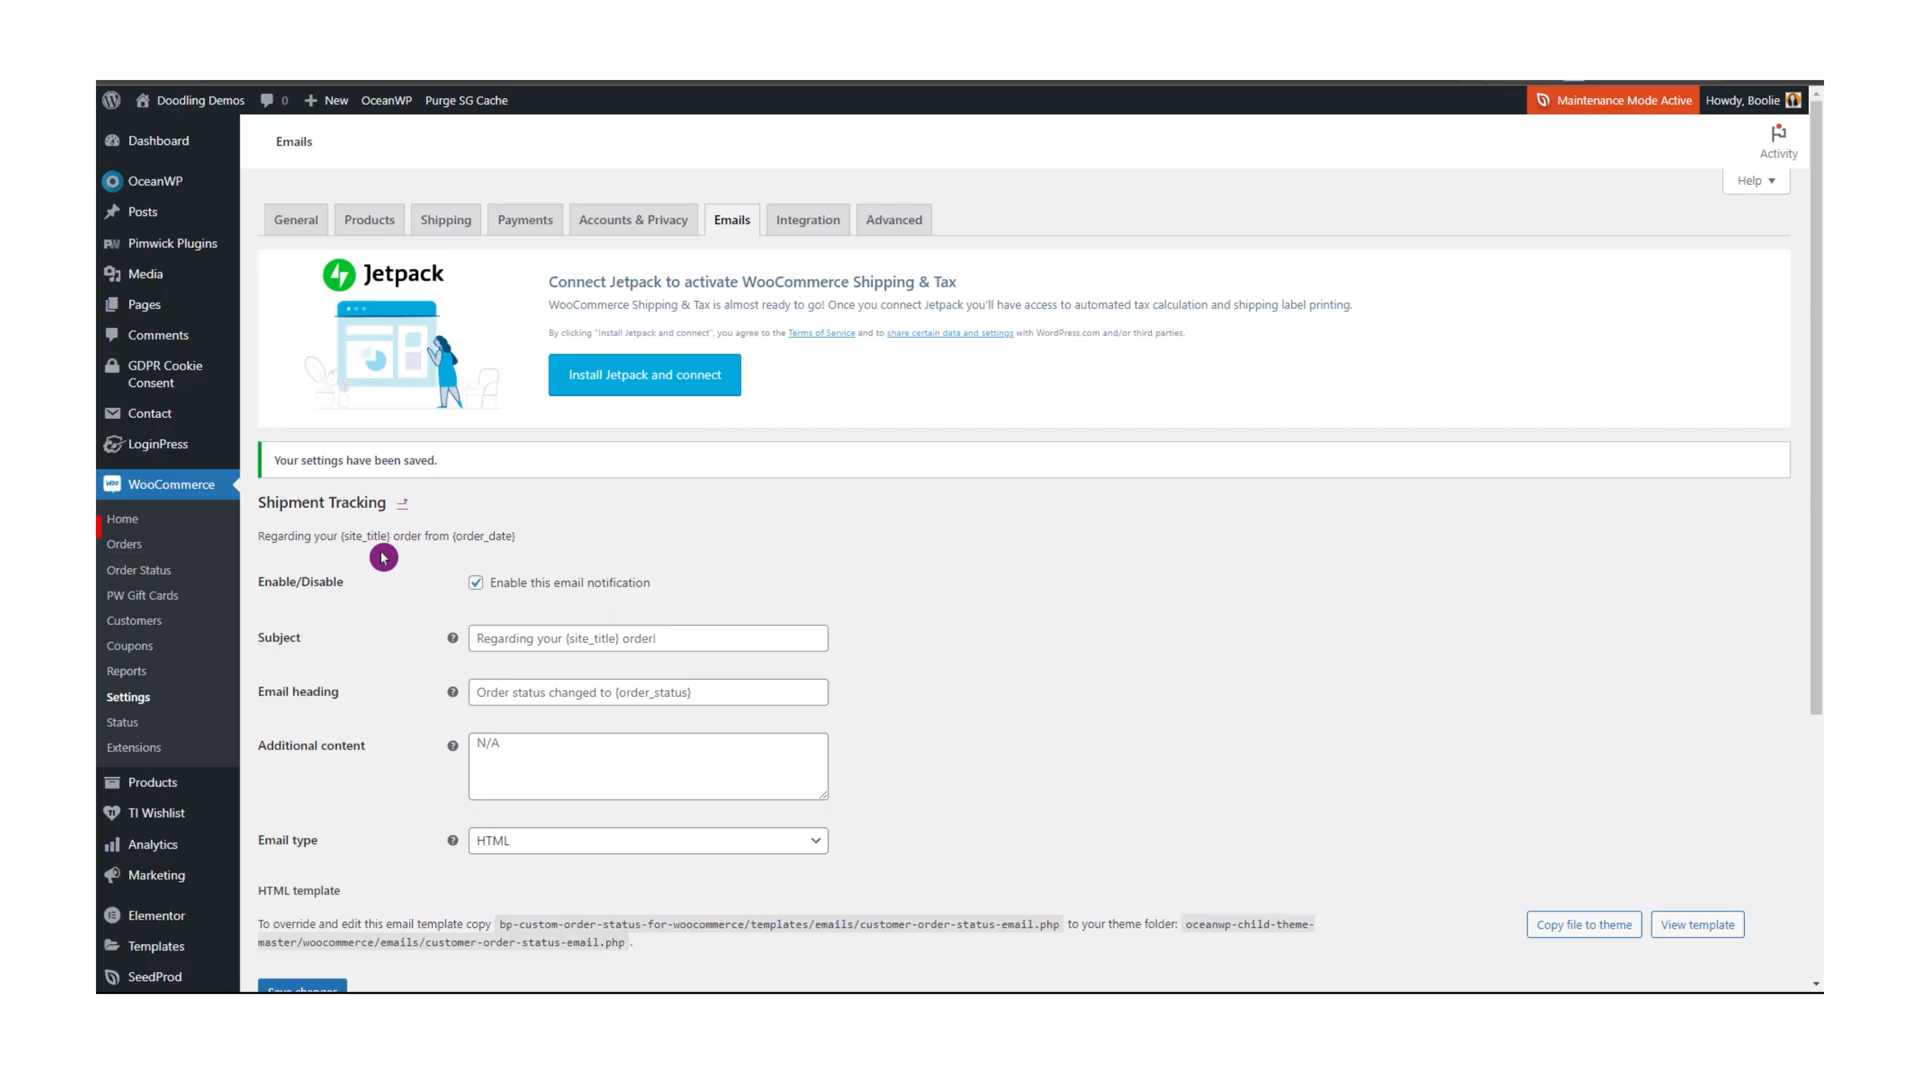 Doodling Demos 0 New OceanWP Purge SG Cache Maintenance Mode Active Howdy, Boolie
Dashboard
OceanWP
Posts
PW Pimwick Plugins
Media
Pages
Comments
GDPR Cookie
Consent
Contact
LoginPress
woo WooCommerce
Home
Orders
Order Status
PW Gift Cards
Customers
Coupons
Reports
Settings
Status
Extensions
Products
TI Wishlist
Analytics
Marketing
Elementor
Templates
SeedProd
Emails
Activity
Help
General Products Shipping Payments Accounts & Privacy Emails Integration Advanced
Jetpack
Connect Jetpack to activate WooCommerce Shipping & Tax
WooCommerce Shipping & Tax is almost ready to go! Once you connect Jetpack you'll have access to automated tax calculation and shipping label printing.
By clicking "Install Jetpack and connect", you agree to the Terms of Service and to share certain data and settings with WordPress.com and/or third parties.
Install Jetpack and connect
Your settings have been saved.
Shipment Tracking
Regarding your {site_title} order from {order_date}
Enable/Disable Enable this email notification
Subject Regarding your {site_title} order!
Email heading Order status changed to {order_status}
Additional content N/A
Email type HTML
HTML template
To override and edit this email template copy bp-custom-order-status-for-woocommerce/templates/emails/customer-order-status-email.php to your theme folder: oceanwp-child-theme-
master/woocommerce/emails/customer-order-status-email.php .
Copy file to theme View template
Save changes